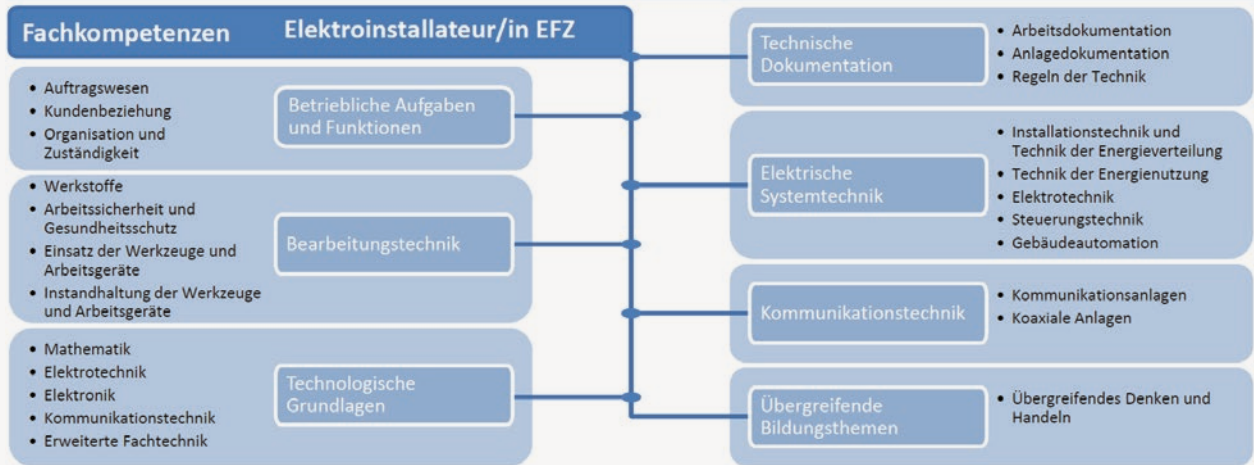 Fachkompetenzen Elektroinstallateur/in EFZ
• Auftragswesen
• Kundenbeziehung
• Organisation und
Zuständigkeit
Betriebliche Aufgaben
und Funktionen
• Werkstoffe
• Arbeitssicherheit und
Gesundheitsschutz
• Einsatz der Werkzeuge und
Arbeitsgeräte
• Instandhaltung der Werkzeuge
und Arbeitsgeräte
Bearbeitungstechnik
• Mathematik
• Elektrotechnik
• Elektronik
• Kommunikationstechnik
• Erweiterte Fachtechnik
Technologische
Grundlagen
Technische
Dokumentation
• Arbeitsdokumentation
• Anlagedokumentation
• Regeln der Technik
Elektrische
Systemtechnik
• Installationstechnik und
Technik der Energieverteilung
• Technik der Energienutzung
• Elektrotechnik
• Steuerungstechnik
• Gebäudeautomation
Kommunikationstechnik
• Kommunikationsanlagen
• Koaxiale Anlagen
Übergreifende
Bildungsthemen
• Übergreifendes Denken und
Handeln